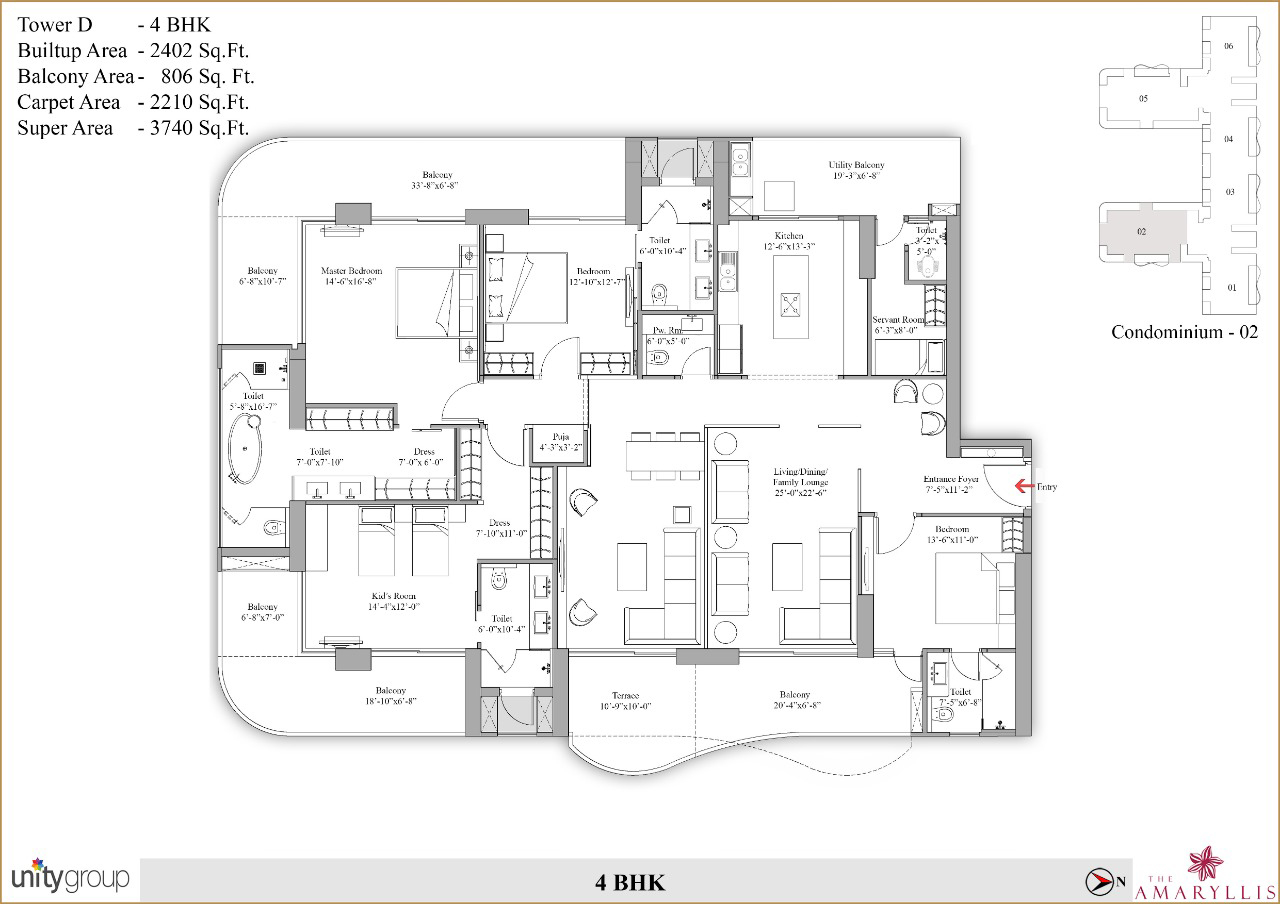 Tower D - 4 BHK
Builtup Area - 2402 Sq.Ft.
Balcony Area - 806 Sq. Ft.
Carpet Area - 2210 Sq.Ft.
Super Area - 3740 Sq.Ft.
06
05
04
03
02
01
Condominium - 02
Balcony
33'-8"x6'-8"
Utility Balcony
19'-3"x6'-8"
Balcony
6'-8"x10'-7"
Master Bedroom
14'-6"x16'-8"
Bedroom
12'-10"x12'-7"
Toilet
6'-0"x10'-4"
Kitchen
12'-6"x13'-3"
Toilet
3'-2"x
5'-0"
Pw. Rm.
6'-0"x5'-0"
Servant Room
6'-3"x8'-0"
Toilet
5'-8"x16'-7"
Toilet
7'-0"x7'-10"
Dress
7'-0"x 6'-0"
Puja
4'-3"x3'-2"
Living/Dining/
Family Lounge
25'-0"x22'-6"
Entrance Foyer
7'-5"x11'-2"
Entry
Dress
7'-10"x11'-0"
Bedroom
13'-6"x11'-0"
Balcony
6'-8"x7'-0"
Kid's Room
14'-4"x12'-0"
Toilet
6'-0"x10'-4"
Balcony
18'-10"x6'-8"
Terrace
10'-9"x10'-0"
Balcony
20'-4"x6'-8"
Toilet
7'-5"x6'-8"
unitygroup
4 BHK
N
THE
AMARYLLIS